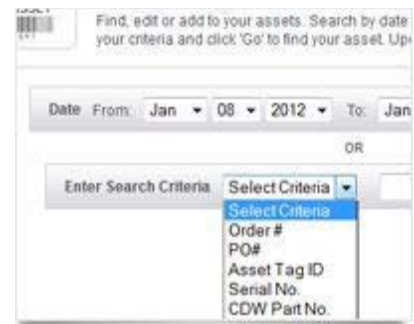 Find, edit or add to your assets. Search by date
your criteria and click 'Go' to find your asset.
Date From: Jan 08 2012 To: Jan
OR
Enter Search Criteria Select Criteria
Select Criteria
Order #
PO#
Asset Tag ID
Serial No.
CDW Part No.